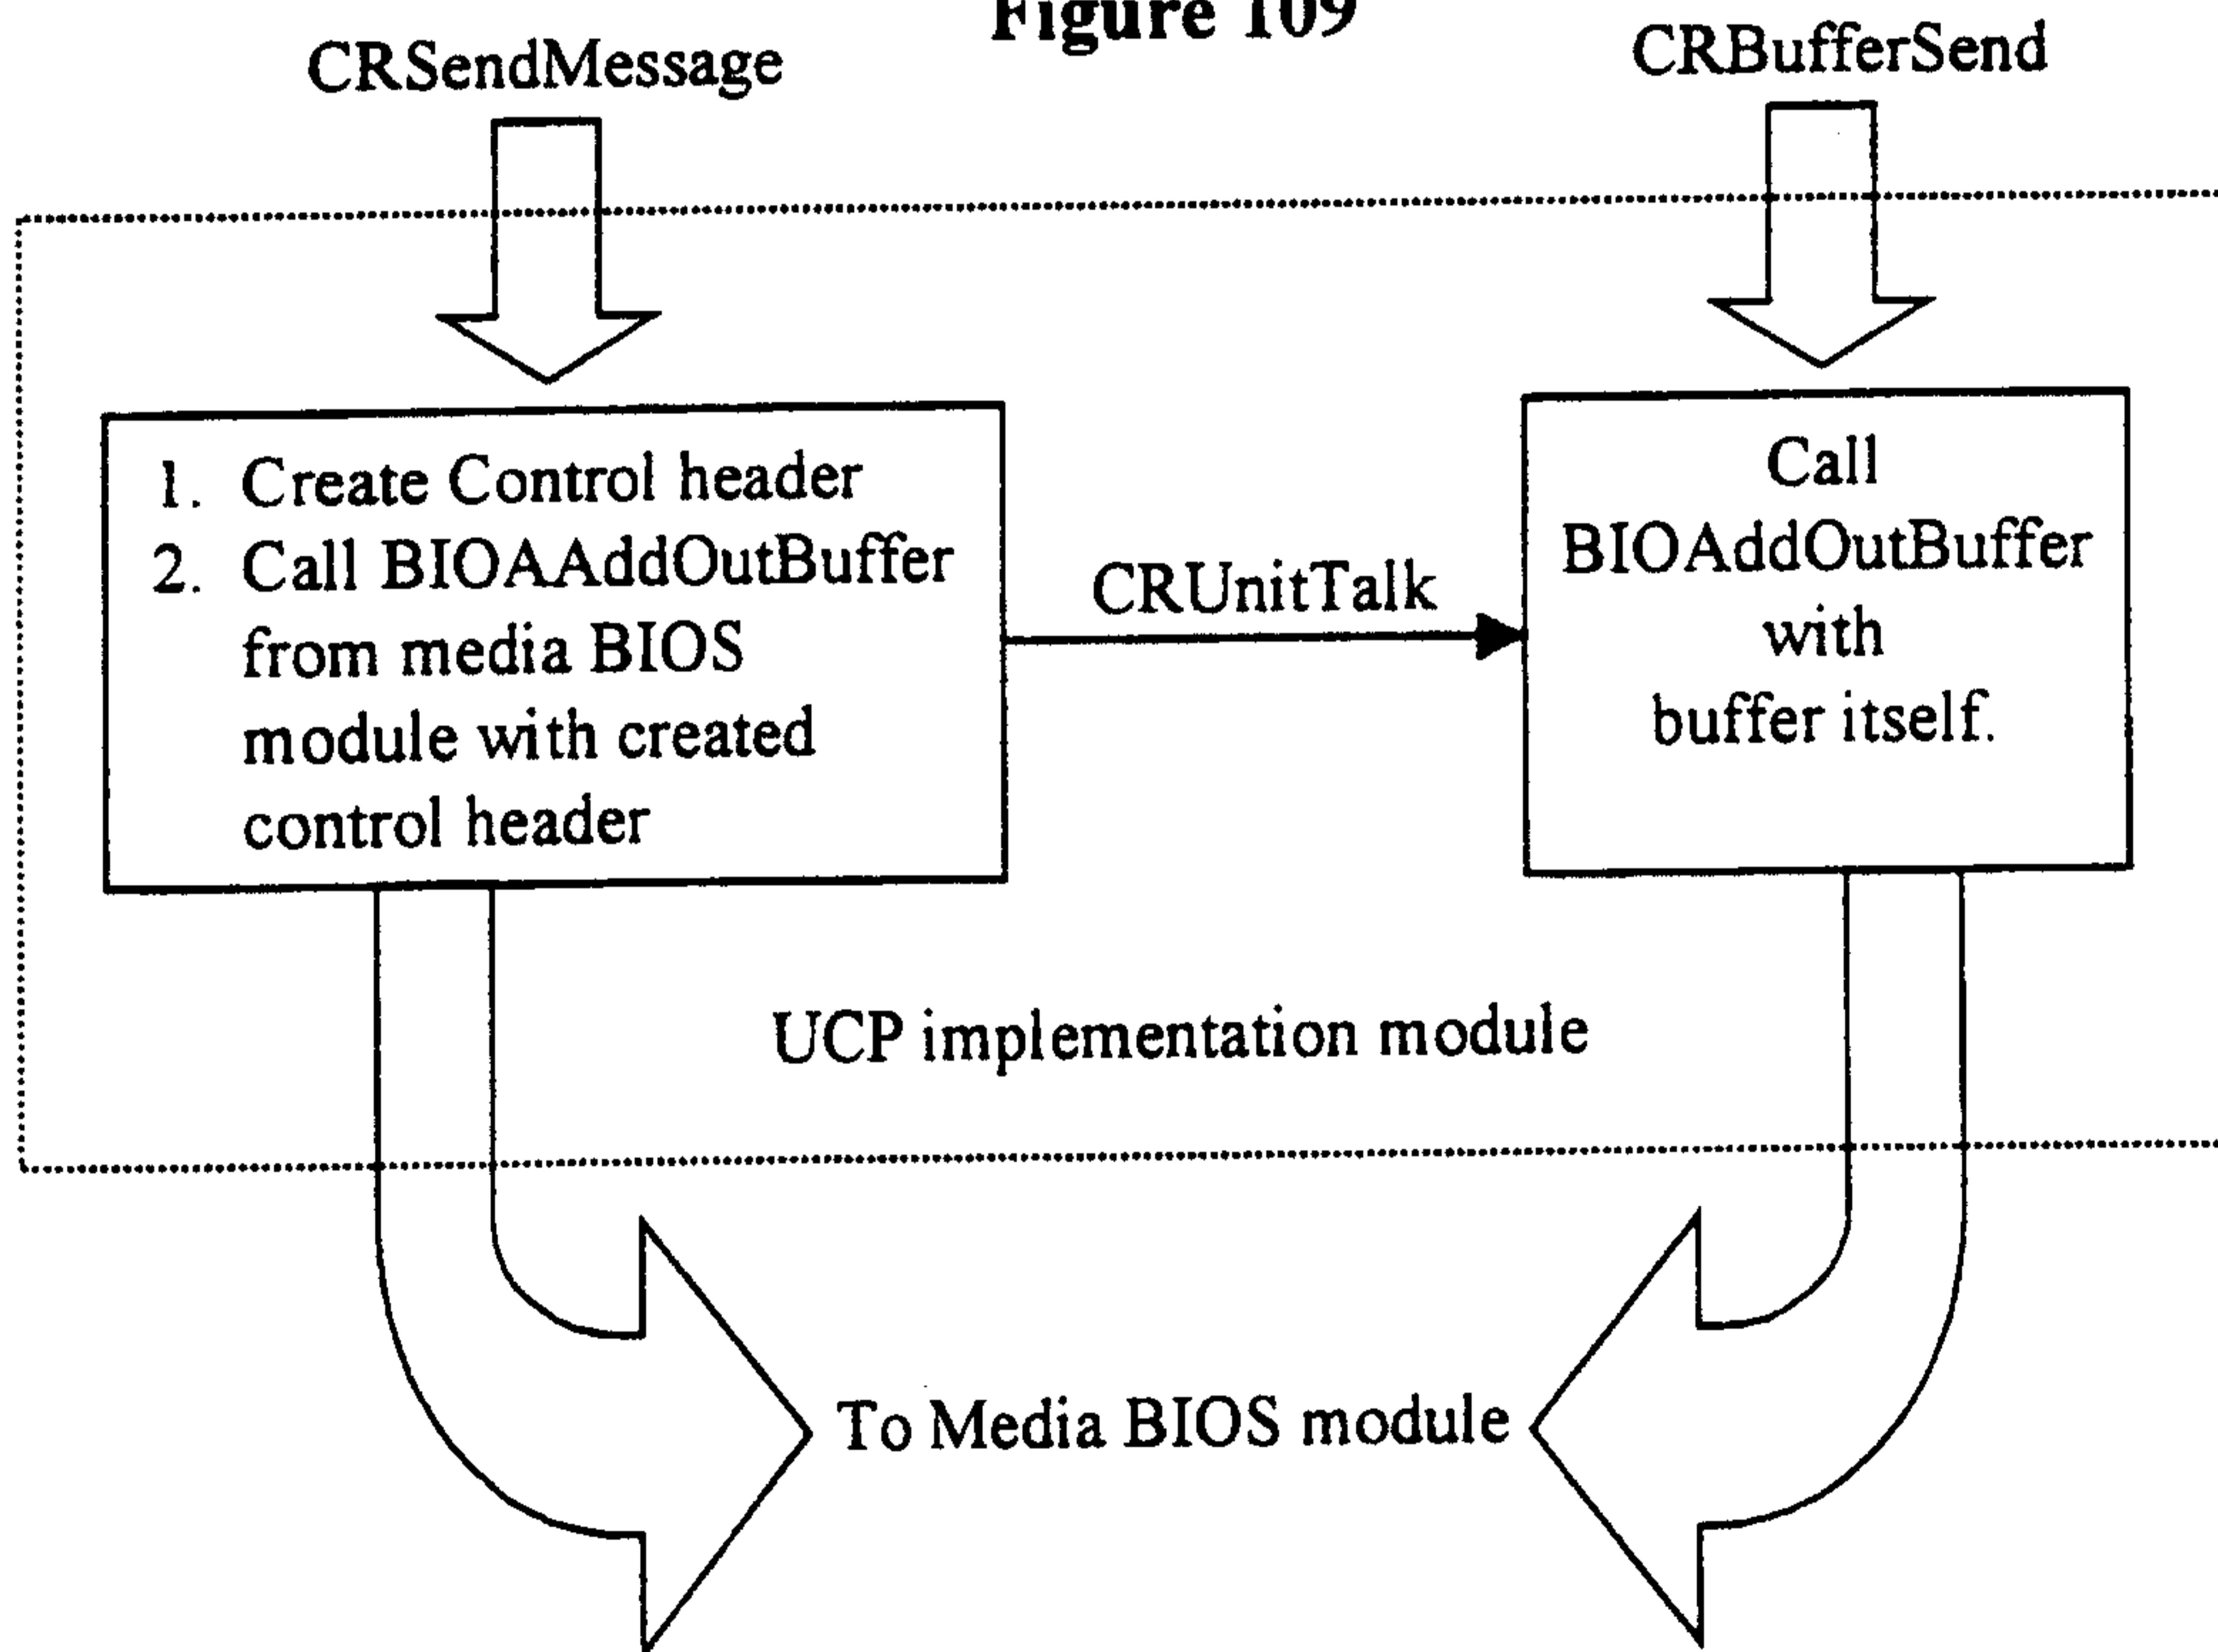 Figure 109
CRSendMessage
CRBufferSend
1. Create Control header
2. Call BIOAAddOutBuffer
from media BIOS
module with created
control header
CRUnitTalk
Call
BIOAddOutBuffer
with
buffer itself.
UCP implementation module
To Media BIOS module